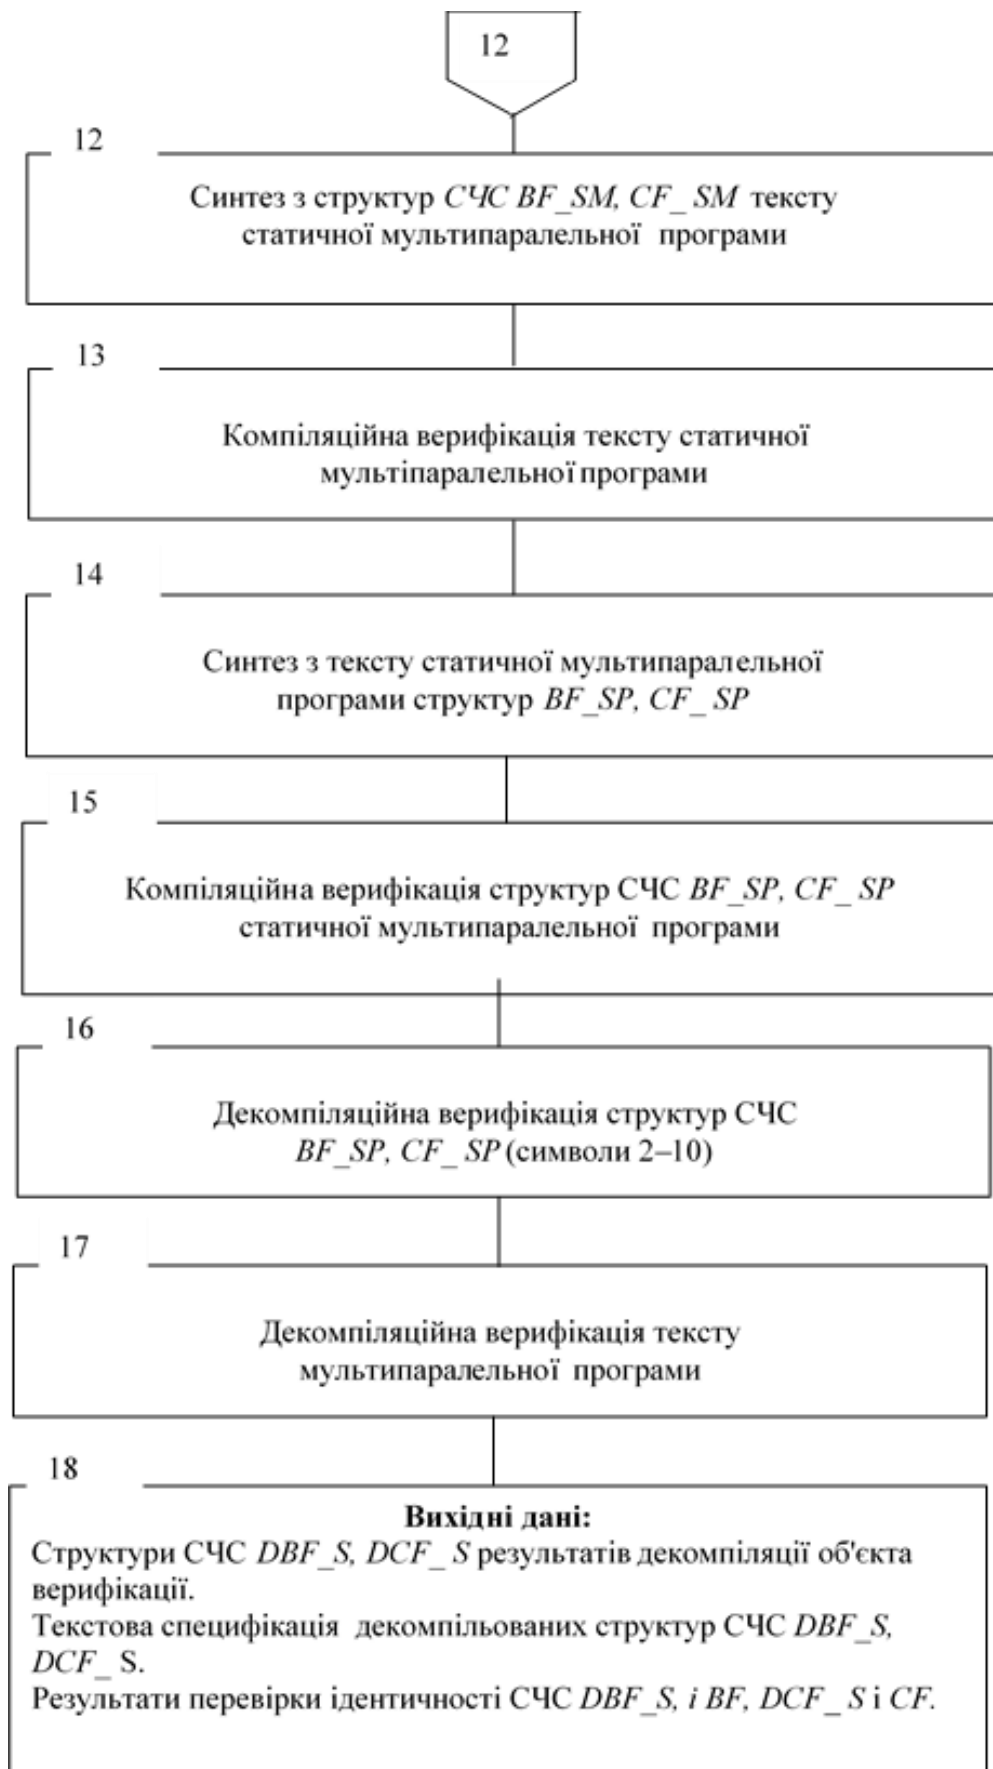 12
12
Синтез з структур СЧС BF_SM, CF_ SM тексту
статичної мультипаралельної програми
13
Компіляційна верифікація тексту статичної
мультіпаралельної програми
14
Синтез з тексту статичної мультипаралельної
програми структур BF_SP, CF_ SP
15
Компіляційна верифікація структур СЧС BF_SP, CF_ SP
статичної мультипаралельної програми
16
Декомпіляційна верифікація структур СЧС
BF_SP, CF_ SP (символи 2–10)
17
Декомпіляційна верифікація тексту
мультипаралельної програми
18
Вихідні дані:
Структури СЧС DBF_S, DCF_ S результатів декомпіляції об'єкта
верифікації.
Текстова специфікація декомпільованих структур СЧС DBF_S,
DCF_ S.
Результати перевірки ідентичності СЧС DBF_S, і BF, DCF_ S і CF.